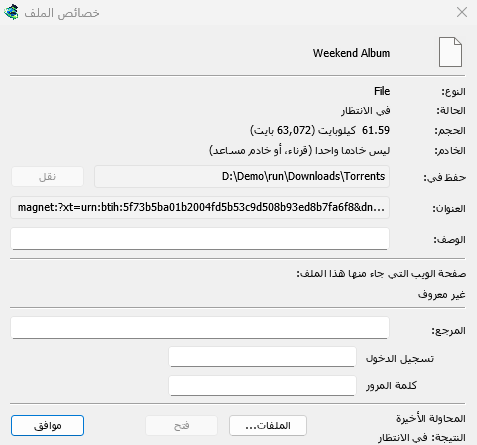 خصائص الملف
Weekend Album
النوع: File
الحالة: في الانتظار
الحجم: 61.59 كيلوبايت (63,072 بايت)
الخادم: ليس خادما واحدا (قرناء، أو خادم مساعد)
حفظ في: D:\Demo\run\Downloads\Torrents نقل
العنوان: magnet:?xt=urn:btih:5f73b5ba01b2004fd5b53c9d508b93ed8b7fa6f8&dn...
الوصف:
صفحة الويب التي جاء منها هذا الملف:
غير معروف
المرجع:
تسجيل الدخول
كلمة المرور
المحاولة الأخيرة
النتيجة: في الانتظار
الملفات... فتح موافق